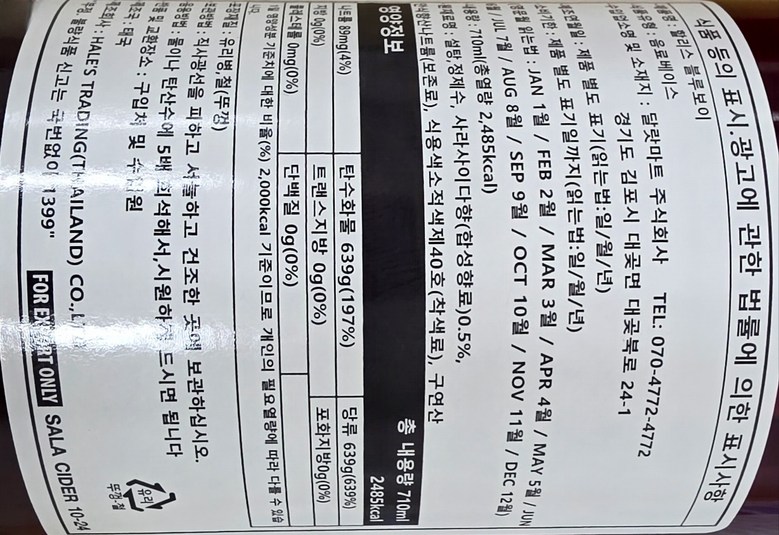 식품 등의 표시.광고에 관한 법률에 의한 표시사항
할리스 블루보이
식품유형 : 음료베이스
수입업소명 및 소재지 : 달랏마트 주식회사 TEL: 070-4772-4772
경기도 김포시 대곶면 대곶북로 24-1
제조연월일 : 제품 별도 표기(읽는법:일/월/년)
소비기한 : 제품 별도 표기일까지(읽는법:일/월/년)
영문월 읽는 법 : JAN 1월 / FEB 2월 / MAR 3월 / APR 4월 / MAY 5월 / JUN
/ JUL 7월 / AUG 8월 / SEP 9월 / OCT 10월 / NOV 11월 / DEC 12월)
내용량 : 710ml(총열량 2,485kcal)
원재료명 : 설탕,정제수, 사라사이다향(합성향료)0.5%,
안식향산나트륨(보존료), 식용색소적색제40호(착색료), 구연산
영양정보 총 내용량 710ml
2485kcal
나트륨 89mg(4%) 탄수화물 639g(197%) 당류 639g(639%)
지방 0g(0%) 트랜스지방 0g(0%) 포화지방0g(0%)
콜레스테롤 0mg(0%) 단백질 0g(0%)
1일 영양성분 기준치에 대한 비율(%) 2,000kcal 기준이므로 개인의 필요열량에 따라 다를 수 있습
니다
포장재질 : 유리병,철(뚜껑)
보관방법 : 직사광선을 피하고 서늘하고 건조한 곳에 보관하십시오.
음용방법 : 물이나 탄산수에 5배 희석해서,시원하게 드시면 됩니다
반품 및 교환장소 : 구입처 및 수입원
제조국 : 태국
제조회사 : HALE'S TRADING(THAILAND) CO.,
부정 불량식품 신고는 국번없이 1399" FOR EXPORT ONLY SALA CIDER 10-24
유리
뚜껑:철